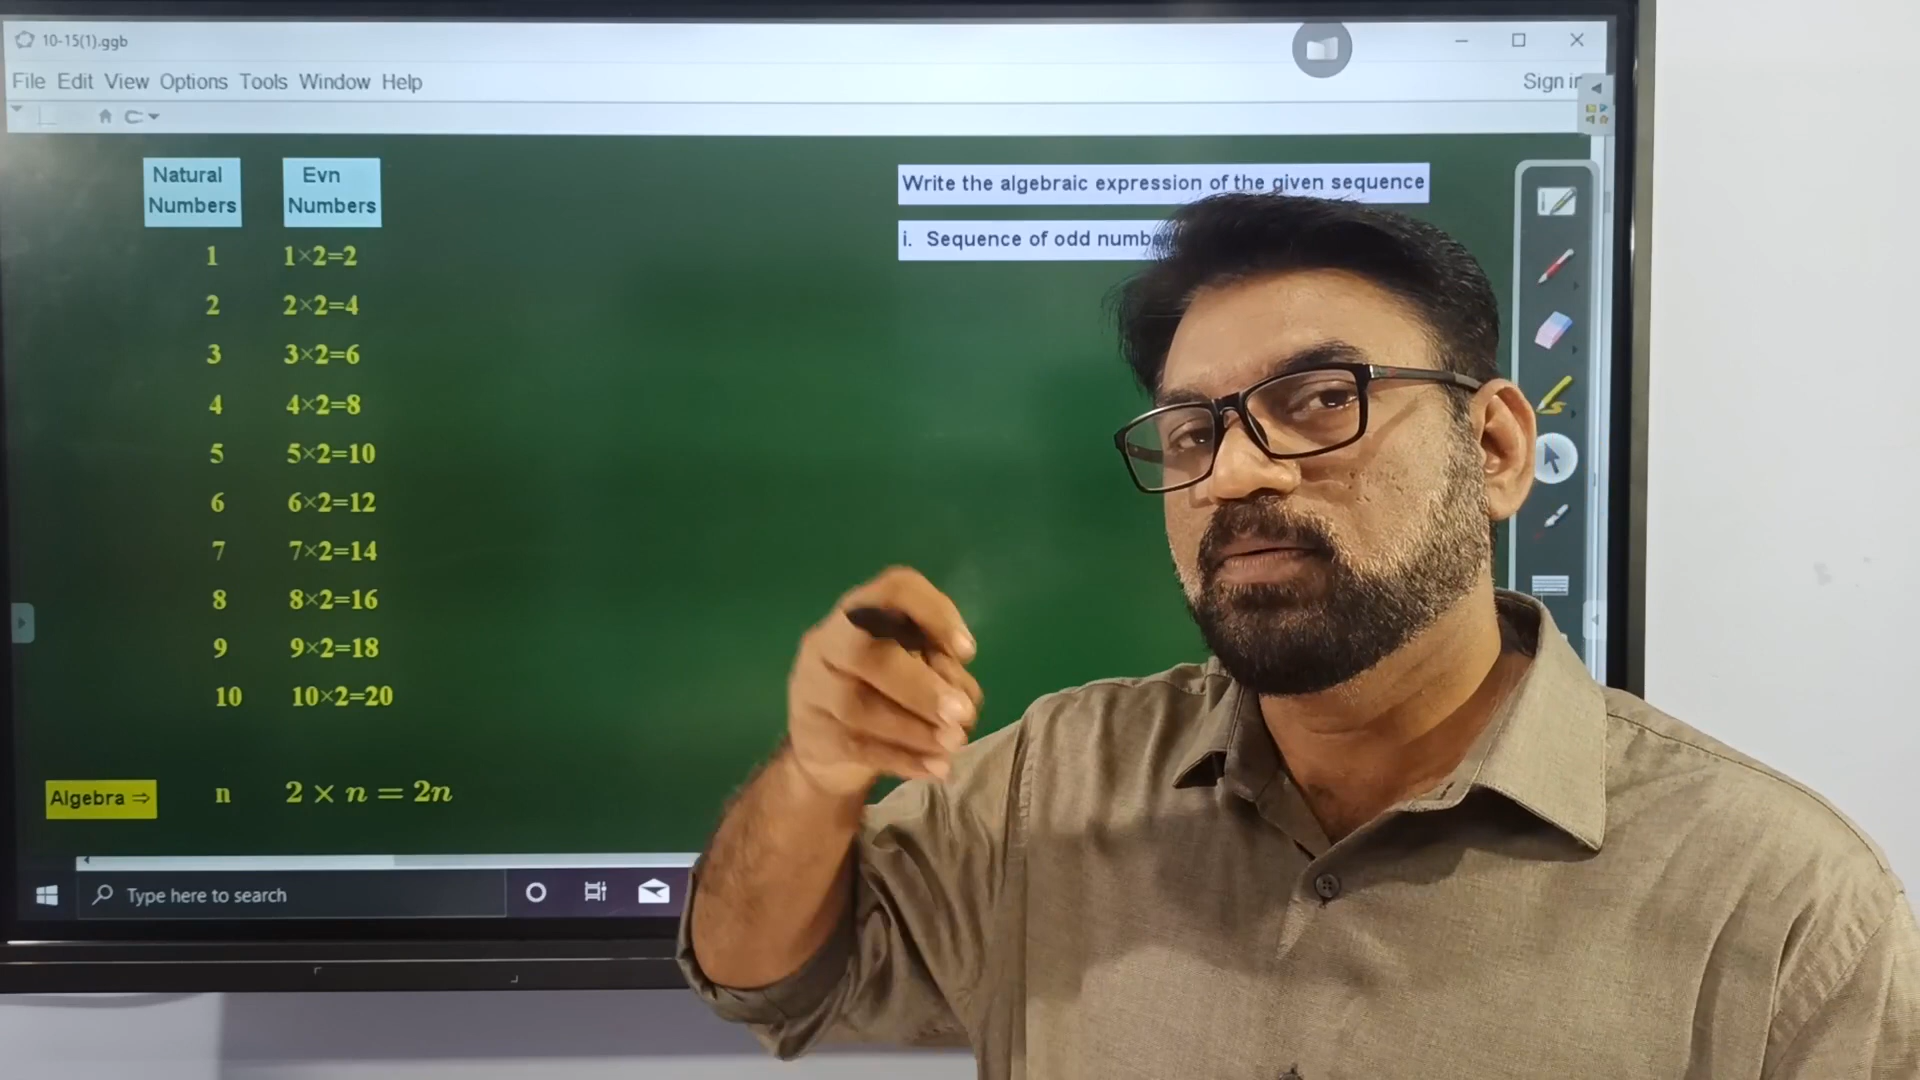 10-15(1).ggb
File Edit View Options Tools Window Help
Sign in
Natural
Numbers
Evn
Numbers
1 1×2=2
2 2×2=4
3 3×2=6
4 4×2=8
5 5×2=10
6 6×2=12
7 7×2=14
8 8×2=16
9 9×2=18
10 10×2=20
Algebra ⇒ n 2 × n = 2n
Write the algebraic expression of the given sequence
i. Sequence of odd
Type here to search